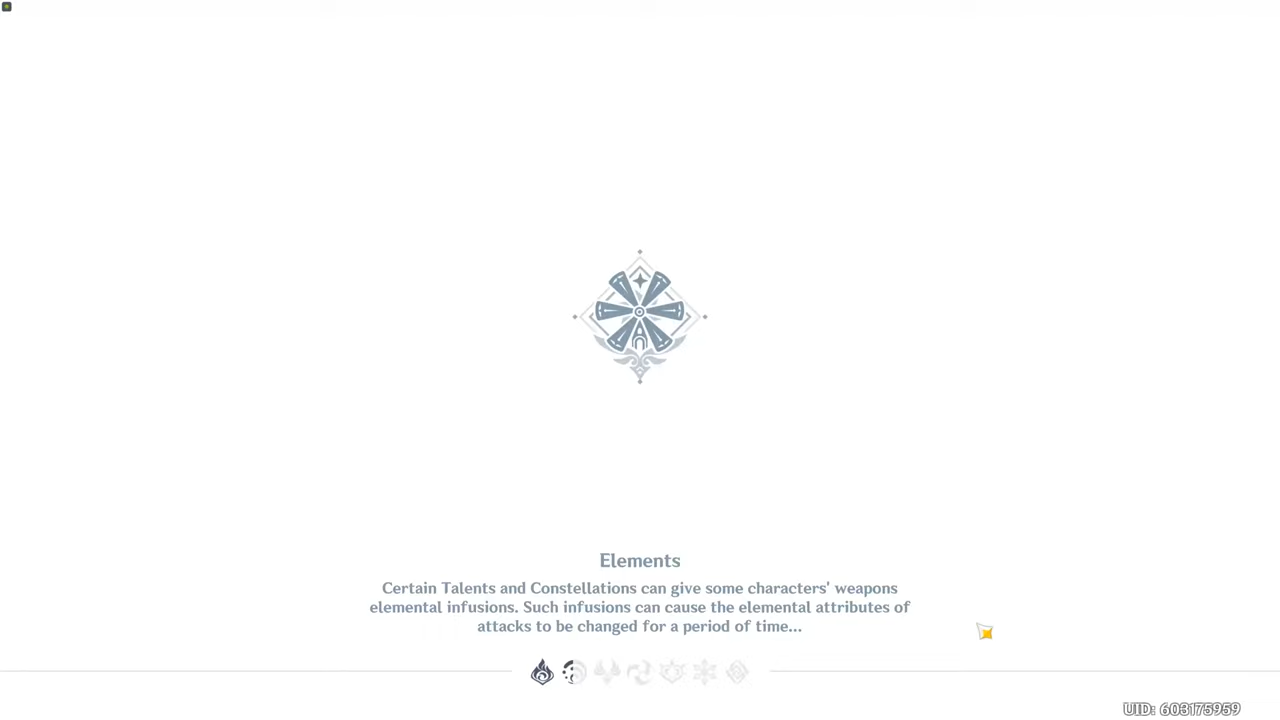 Elements
Certain Talents and Constellations can give some characters' weapons
elemental infusions. Such infusions can cause the elemental attributes of
attacks to be changed for a period of time...
UID: 603175959